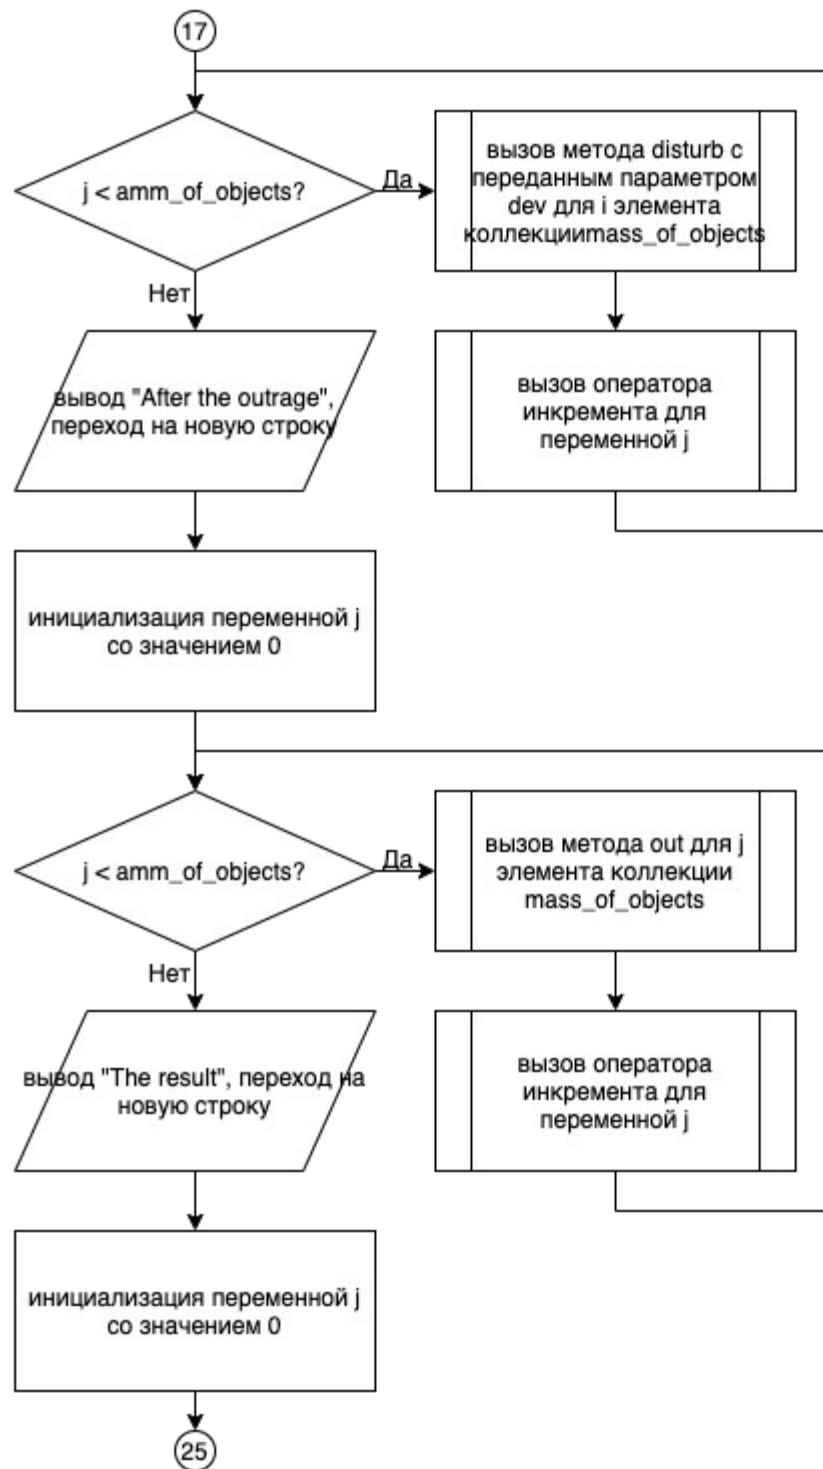 17
j < amm_of_objects?
Да
вызов метода disturb с
переданным параметром
dev для i элемента
коллекцииmass_of_objects
Нет
вывод "After the outrage",
переход на новую строку
вызов оператора
инкремента для
переменной j
инициализация переменной j
со значением 0
j < amm_of_objects?
Да
вызов метода out для j
элемента коллекции
mass_of_objects
Нет
вывод "The result", переход на
новую строку
вызов оператора
инкремента для
переменной j
инициализация переменной j
со значением 0
25